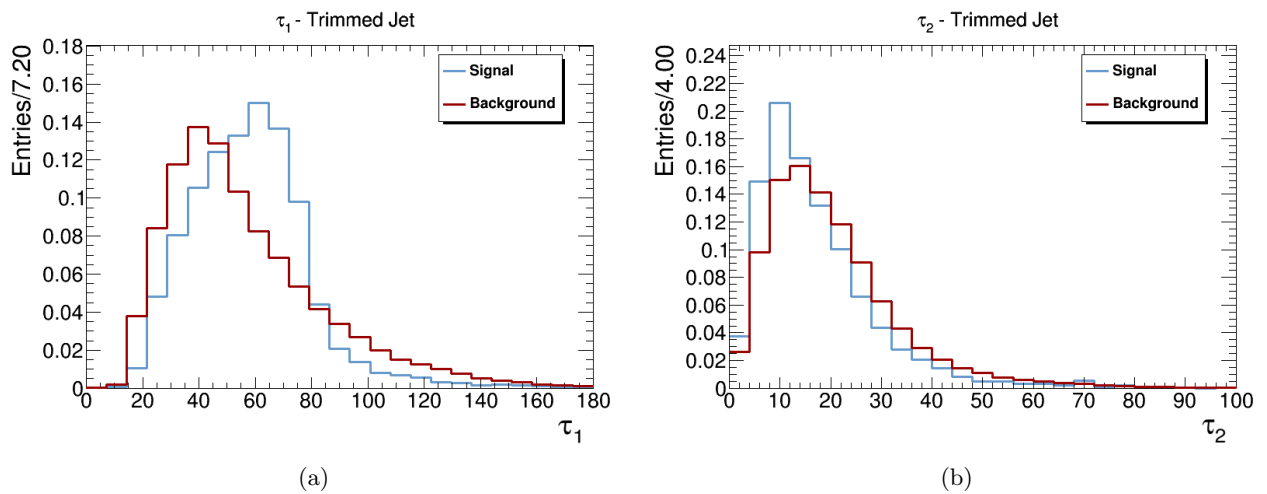 τ1 - Trimmed Jet
Entries/7.20
0.18
0.16
0.14
0.12
0.1
0.08
0.06
0.04
0.02
0
Signal
Background
0 20 40 60 80 100 120 140 160 180
τ1
(a)
τ2 - Trimmed Jet
Entries/4.00
0.24
0.22
0.2
0.18
0.16
0.14
0.12
0.1
0.08
0.06
0.04
0.02
0
Signal
Background
0 10 20 30 40 50 60 70 80 90 100
τ2
(b)